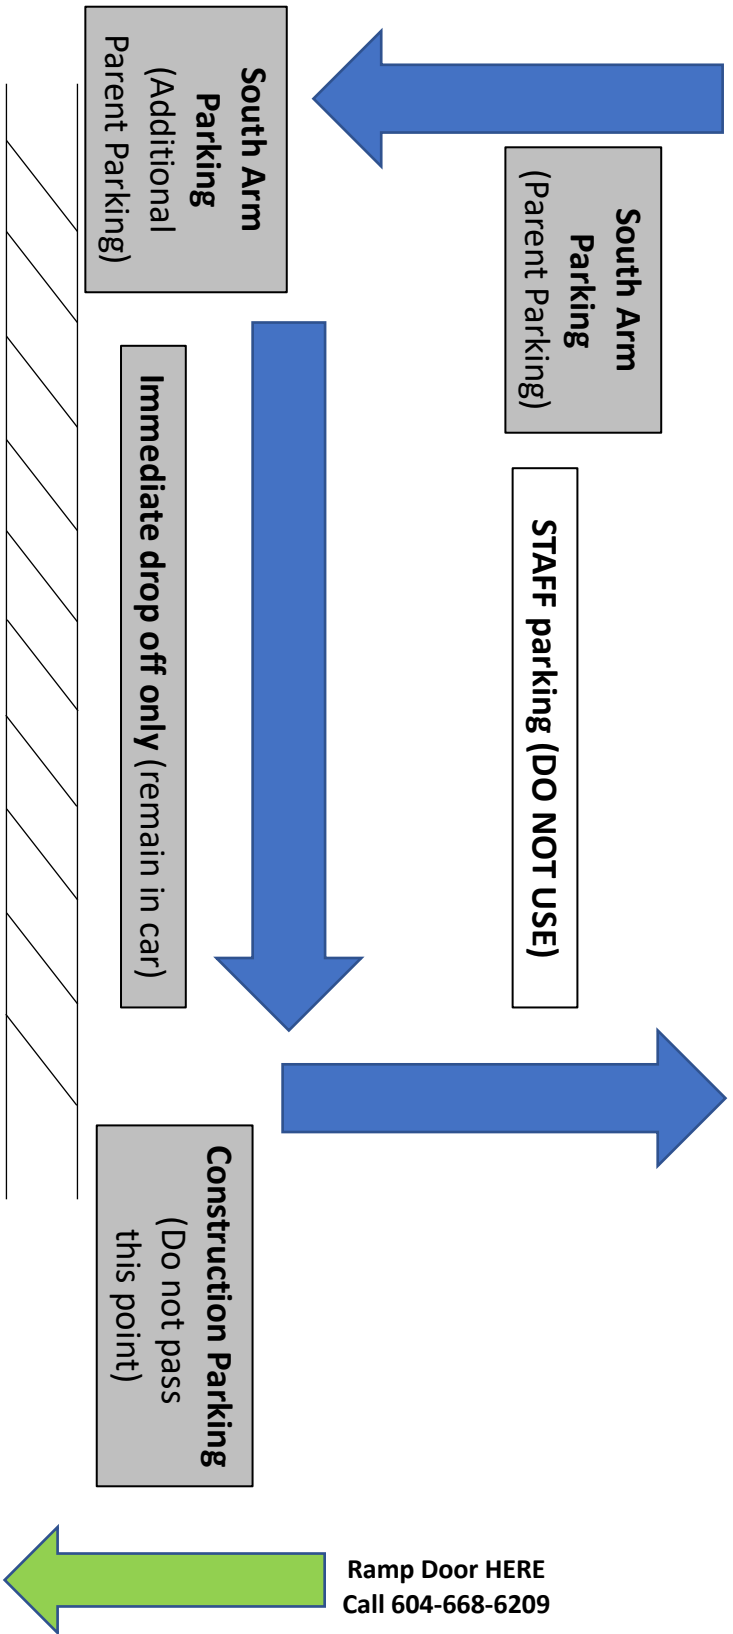 South Arm
Parking
(Additional
Parent Parking)
South Arm
Parking
(Parent Parking)
Immediate drop off only (remain in car)
STAFF parking (DO NOT USE)
Construction Parking
(Do not pass
this point)
Ramp Door HERE
Call 604-668-6209